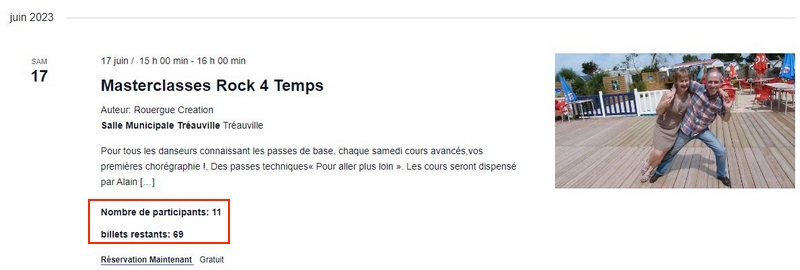 juin 2023
SAM
17
17 juin / 15 h 00 min - 16 h 00 min
Masterclasses Rock 4 Temps
Auteur: Rouergue Creation
Salle Municipale Tréauville Tréauville
Pour tous les danseurs connaissant les passes de base, chaque samedi cours avancés,vos
premières chorégraphie !, Des passes techniques« Pour aller plus loin ». Les cours seront dispensé
par Alain […]
Nombre de participants: 11
billets restants: 69
Réservation Maintenant Gratuit